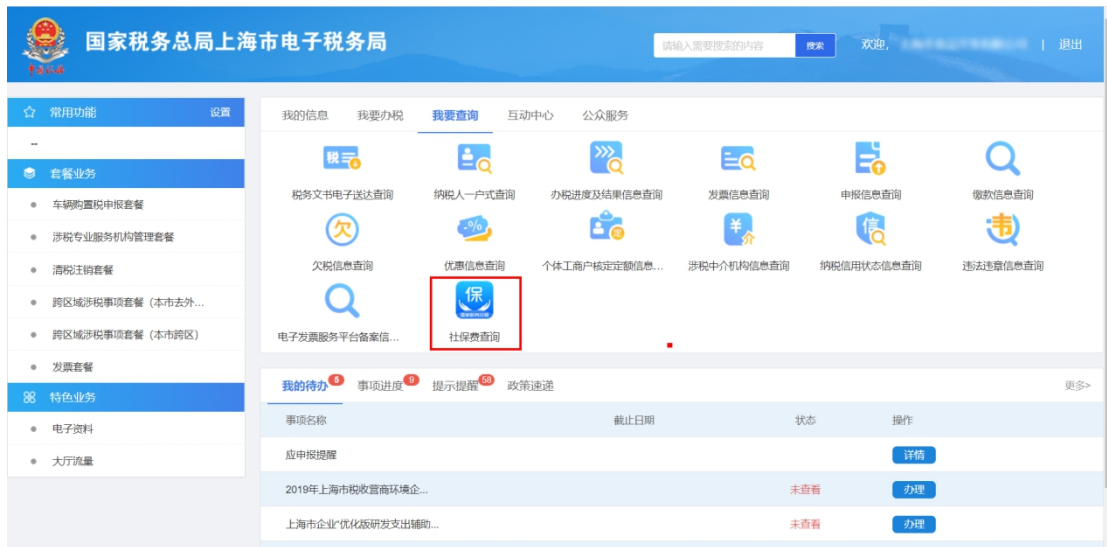 国家税务总局上海市电子税务局
请输入需要搜索的内容
搜索
欢迎,
|
退出
常用功能
设置
--
套餐业务
车辆购置税申报套餐
涉税专业服务机构管理套餐
清税注销套餐
跨区域涉税事项套餐（本市去外...
跨区域涉税事项套餐（本市跨区）
发票套餐
特色业务
电子资料
大厅流量
我的信息
我要办税
我要查询
互动中心
公众服务
税
税务文书电子送达查询
纳税人一户式查询
办税进度及结果信息查询
发票信息查询
申报信息查询
缴款信息查询
欠
欠税信息查询
%
优惠信息查询
定
个体工商户核定定额信息...
¥
介
涉税中介机构信息查询
信
纳税信用状态信息查询
韦
违法违章信息查询
电子发票服务平台备案信...
保
社保费查询
我的待办 5
事项进度 9
提示提醒 58
政策速递
更多>
事项名称
截止日期
状态
操作
应申报提醒
详情
2019年上海市税收营商环境企...
未查看
办理
上海市企业“优化版研发支出辅助...
未查看
办理